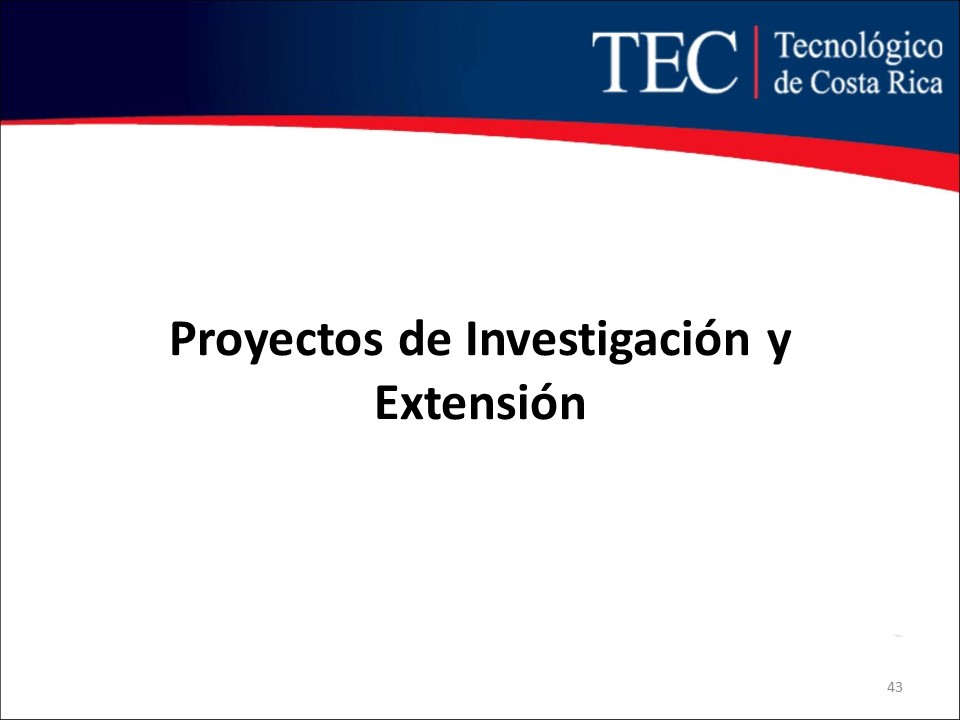 TEC
Tecnológico
de Costa Rica
Proyectos de Investigación y
Extensión
43